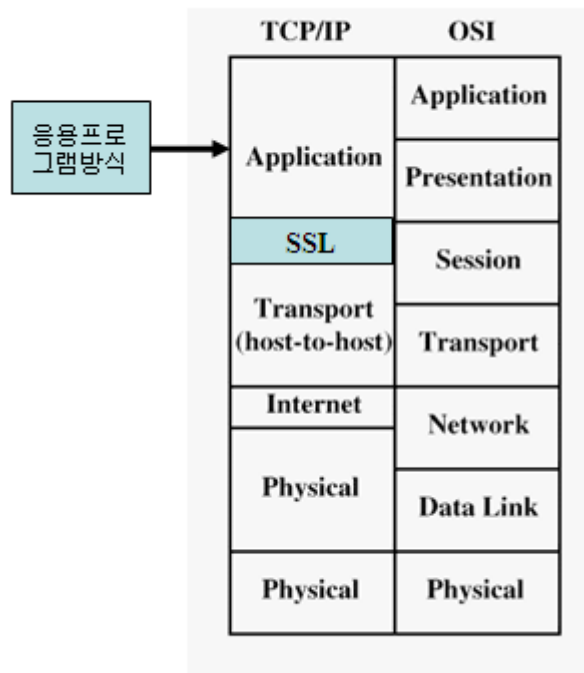 TCP/IP
OSI
응용프로
그램방식
Application
SSL
Transport
(host-to-host)
Internet
Physical
Physical
Application
Presentation
Session
Transport
Network
Data Link
Physical